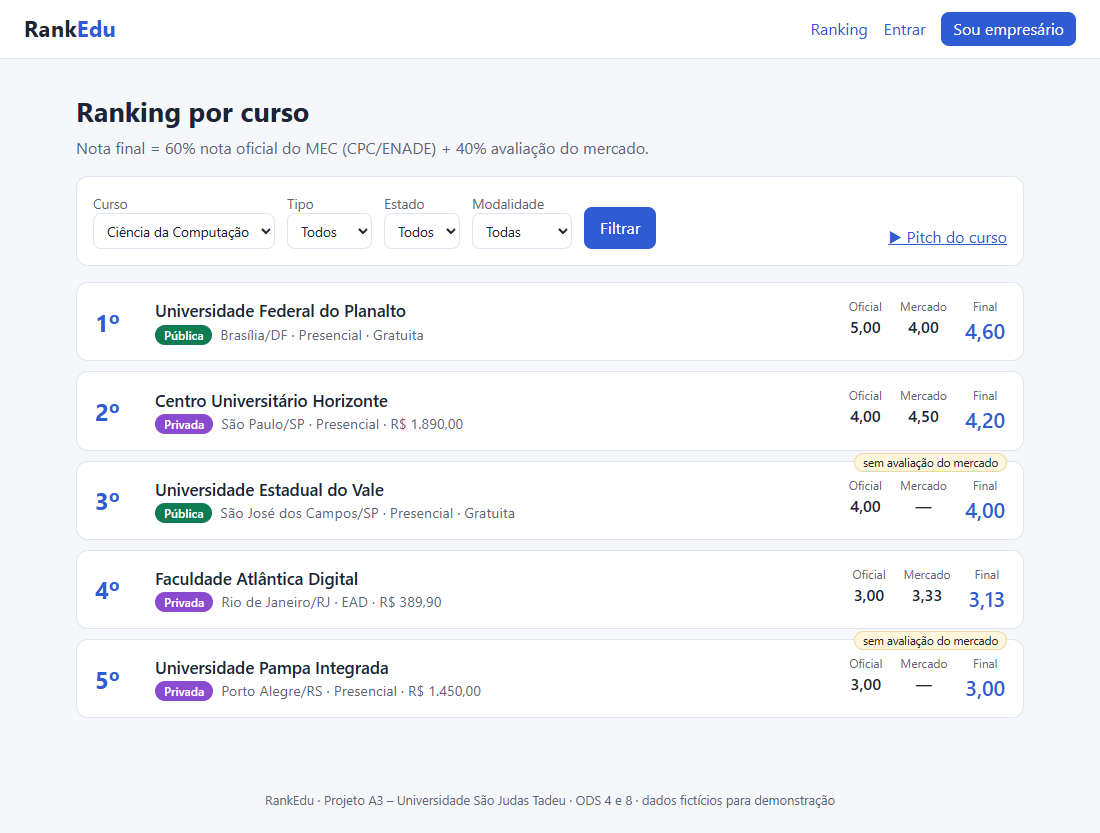 RankEdu
Ranking Entrar Sou empresário
Ranking por curso
Nota final = 60% nota oficial do MEC (CPC/ENADE) + 40% avaliação do mercado.
Curso Tipo Estado Modalidade
Ciência da Computação Todos Todos Todas Filtrar
▶ Pitch do curso
1º
Universidade Federal do Planalto
Pública Brasília/DF · Presencial · Gratuita
Oficial Mercado Final
5,00 4,00 4,60
2º
Centro Universitário Horizonte
Privada São Paulo/SP · Presencial · R$ 1.890,00
Oficial Mercado Final
4,00 4,50 4,20
sem avaliação do mercado
3º
Universidade Estadual do Vale
Pública São José dos Campos/SP · Presencial · Gratuita
Oficial Mercado Final
4,00 — 4,00
4º
Faculdade Atlântica Digital
Privada Rio de Janeiro/RJ · EAD · R$ 389,90
Oficial Mercado Final
3,00 3,33 3,13
sem avaliação do mercado
5º
Universidade Pampa Integrada
Privada Porto Alegre/RS · Presencial · R$ 1.450,00
Oficial Mercado Final
3,00 — 3,00
RankEdu · Projeto A3 – Universidade São Judas Tadeu · ODS 4 e 8 · dados fictícios para demonstração